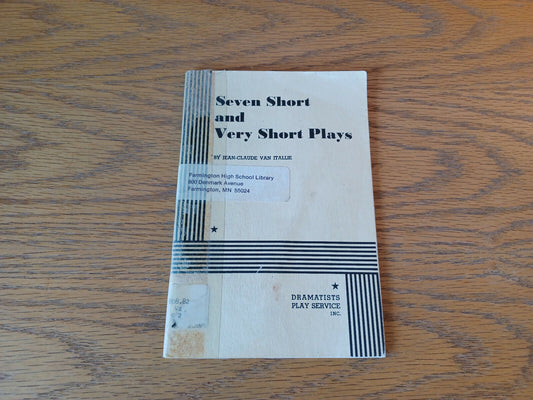 Seven Short
and
Very Short Plays
BY JEAN-CLAUDE VAN ITALLIE
Farmington High School Library
800 Denmark Avenue
Farmington, MN 55024
DRAMATISTS
PLAY SERVICE
INC.